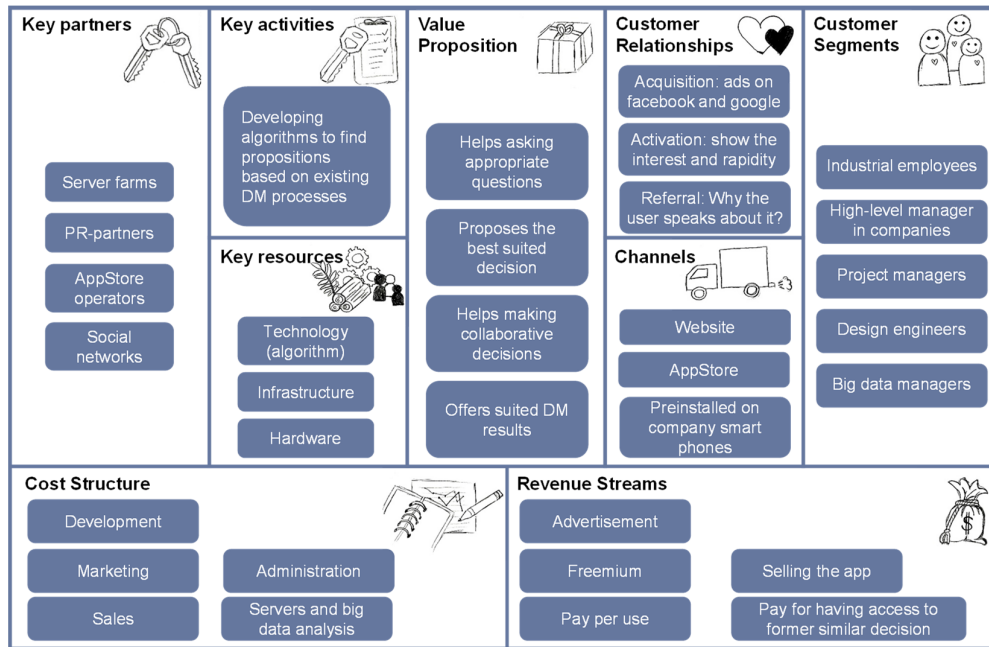 Key partners
Server farms
PR-partners
AppStore
operators
Social
networks
Key activities
Developing
algorithms to find
propositions
based on existing
DM processes
Key resources
Technology
(algorithm)
Infrastructure
Hardware
Value
Proposition
Helps asking
appropriate
questions
Proposes the
best suited
decision
Helps making
collaborative
decisions
Offers suited DM
results
Customer
Relationships
Acquisition: ads on
facebook and google
Activation: show the
interest and rapidity
Referral: Why the
user speaks about it?
Channels
Website
AppStore
Preinstalled on
company smart
phones
Customer
Segments
Industrial employees
High-level manager
in companies
Project managers
Design engineers
Big data managers
Cost Structure
Development
Marketing
Sales
Administration
Servers and big
data analysis
Revenue Streams
$
Advertisement
Freemium
Pay per use
Selling the app
Pay for having access to
former similar decision